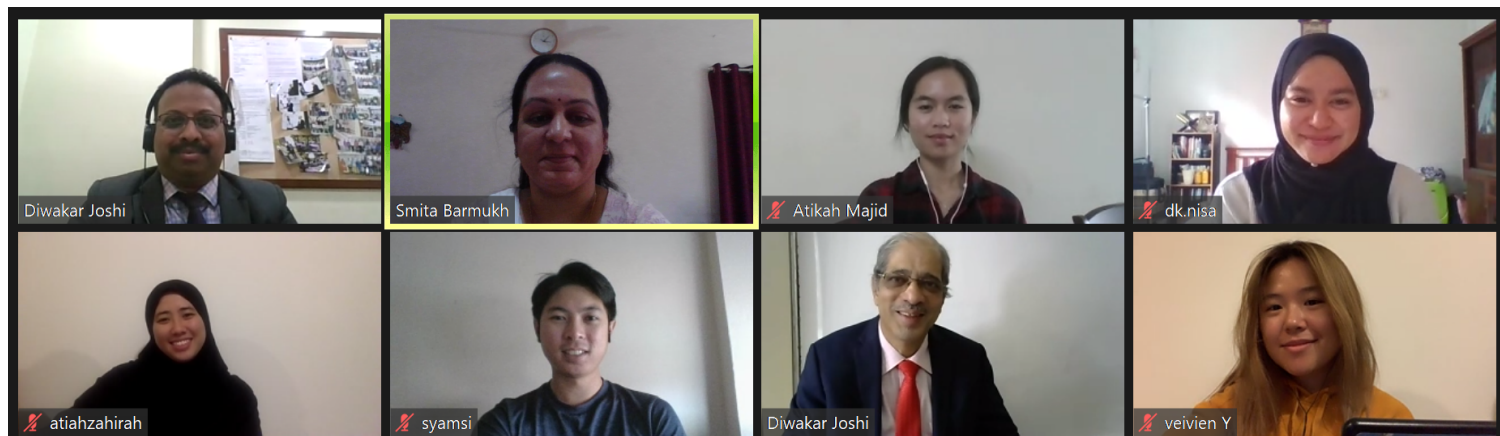 Diwakar Joshi
Smita Barmukh
Atikah Majid
dk.nisa
atiahzahirah
syamsi
Diwakar Joshi
veivien Y